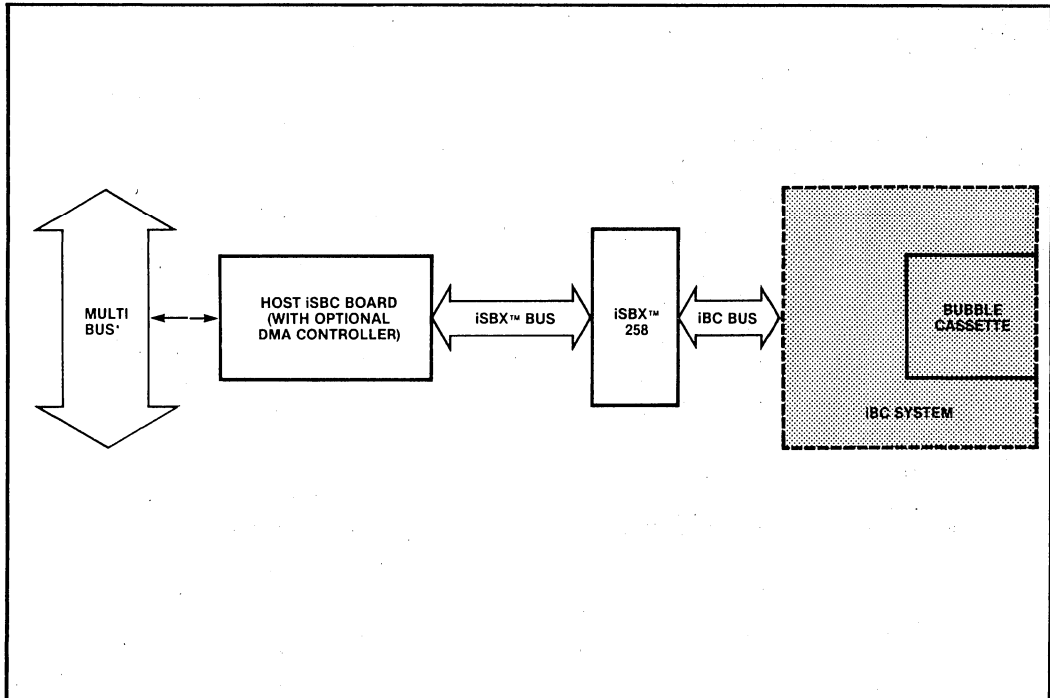 MULTI
BUS*
HOST iSBC BOARD
(WITH OPTIONAL
DMA CONTROLLER)
iSBX™ BUS
iSBX™
258
iBC BUS
BUBBLE
CASSETTE
iBC SYSTEM